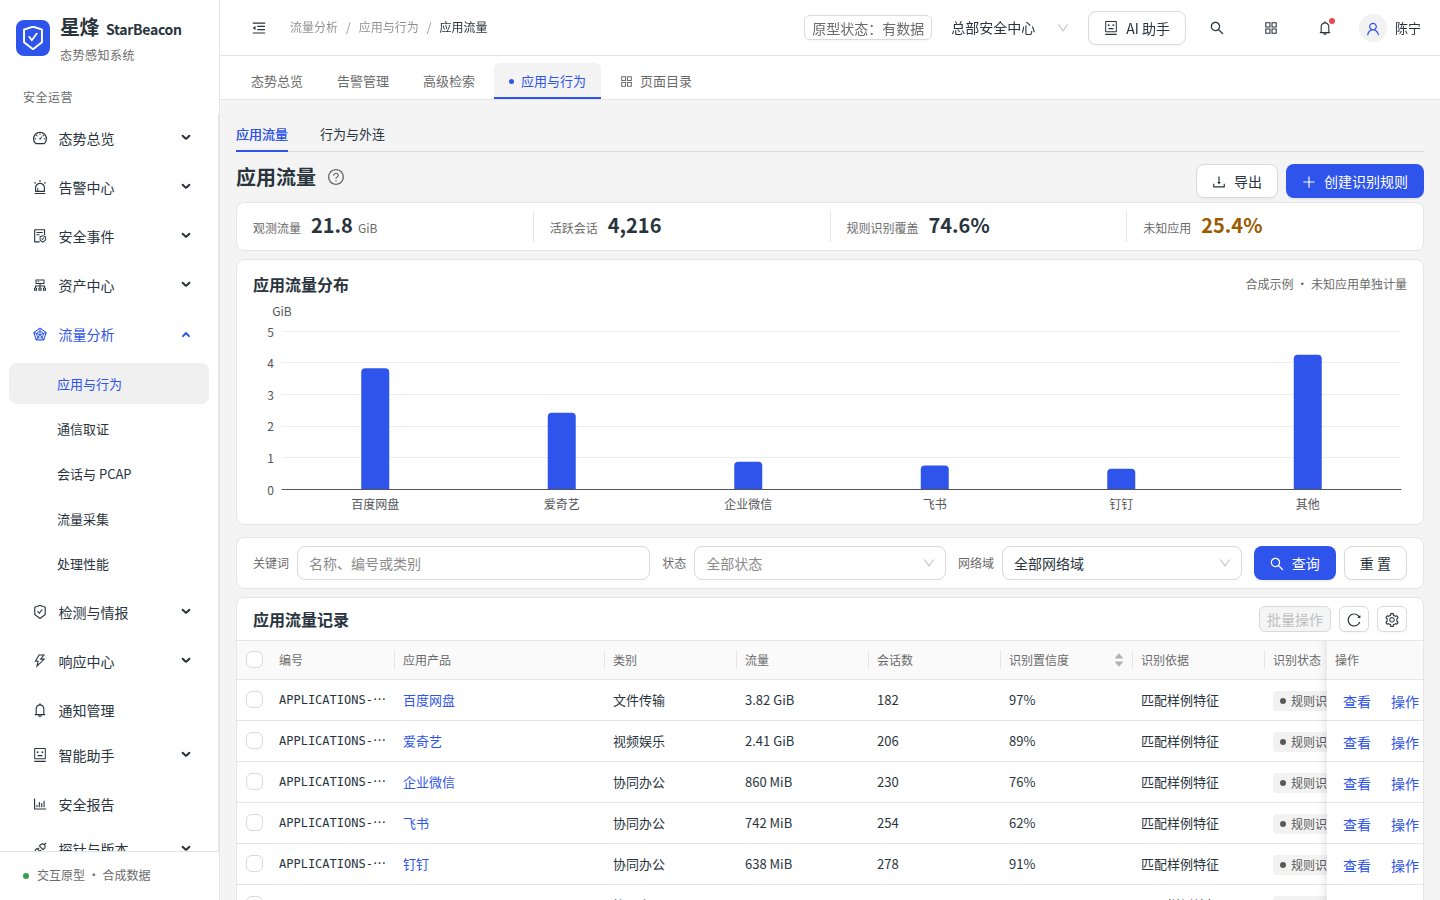 星烽 StarBeacon
态势感知系统
安全运营
态势总览
告警中心
安全事件
资产中心
流量分析
应用与行为
通信取证
会话与 PCAP
流量采集
处理性能
检测与情报
响应中心
通知管理
智能助手
安全报告
探针与版本
交互原型 · 合成数据
流量分析 / 应用与行为 / 应用流量
原型状态：有数据
总部安全中心
AI 助手
陈宁
态势总览
告警管理
高级检索
应用与行为
页面目录
应用流量
行为与外连
应用流量
导出
创建识别规则
观测流量 21.8 GiB
活跃会话 4,216
规则识别覆盖 74.6%
未知应用 25.4%
应用流量分布
合成示例 · 未知应用单独计量
GiB
5
4
3
2
1
0
百度网盘
爱奇艺
企业微信
飞书
钉钉
其他
关键词 名称、编号或类别
状态 全部状态
网络域 全部网络域
查询
重置
应用流量记录
批量操作
编号 应用产品 类别 流量 会话数 识别置信度 识别依据 识别状态 操作
APPLICATIONS-··· 百度网盘 文件传输 3.82 GiB 182 97% 匹配样例特征 规则识 查看 操作
APPLICATIONS-··· 爱奇艺 视频娱乐 2.41 GiB 206 89% 匹配样例特征 规则识 查看 操作
APPLICATIONS-··· 企业微信 协同办公 860 MiB 230 76% 匹配样例特征 规则识 查看 操作
APPLICATIONS-··· 飞书 协同办公 742 MiB 254 62% 匹配样例特征 规则识 查看 操作
APPLICATIONS-··· 钉钉 协同办公 638 MiB 278 91% 匹配样例特征 规则识 查看 操作